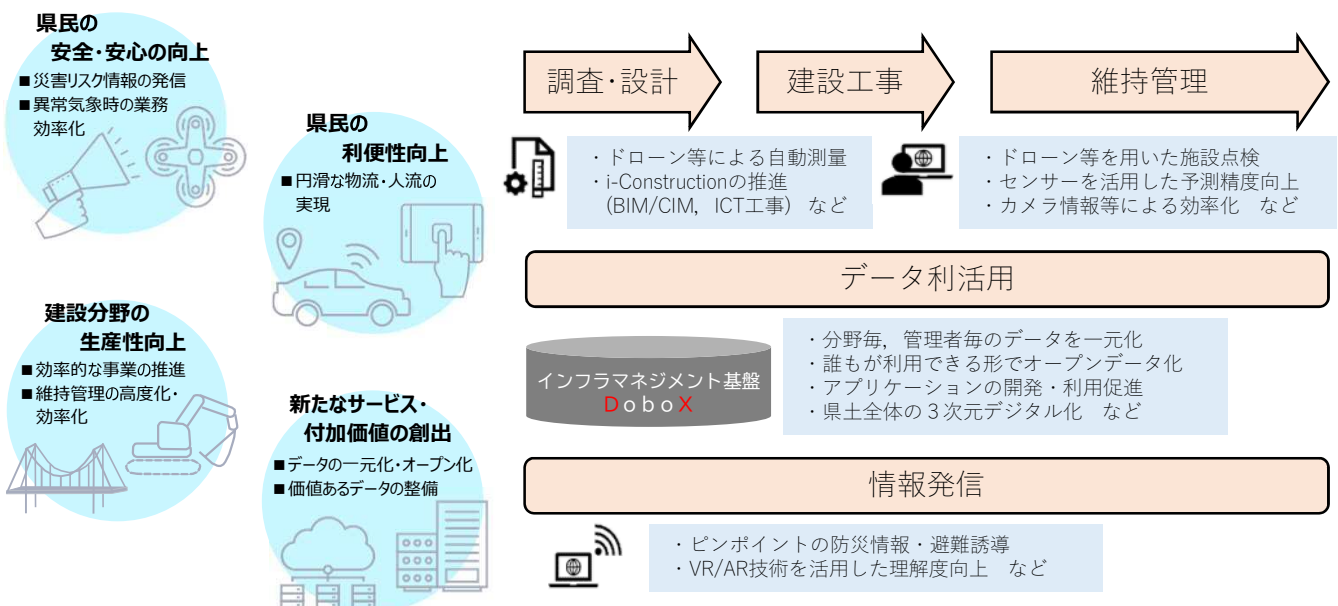 県民の
安全・安心の向上
■災害リスク情報の発信
■異常気象時の業務
効率化
県民の
利便性向上
■円滑な物流・人流の
実現
建設分野の
生産性向上
■効率的な事業の推進
■維持管理の高度化・
効率化
新たなサービス・
付加価値の創出
■データの一元化・オープン化
■価値あるデータの整備
調査・設計
建設工事
維持管理
・ドローン等による自動測量
・i-Constructionの推進
(BIM/CIM，ICT工事）など
・ドローン等を用いた施設点検
・センサーを活用した予測精度向上
・カメラ情報等による効率化　など
データ利活用
インフラマネジメント基盤
DoboX
・分野毎，管理者毎のデータを一元化
・誰もが利用できる形でオープンデータ化
・アプリケーションの開発・利用促進
・県土全体の３次元デジタル化　など
情報発信
・ピンポイントの防災情報・避難誘導
・VR/AR技術を活用した理解度向上　など